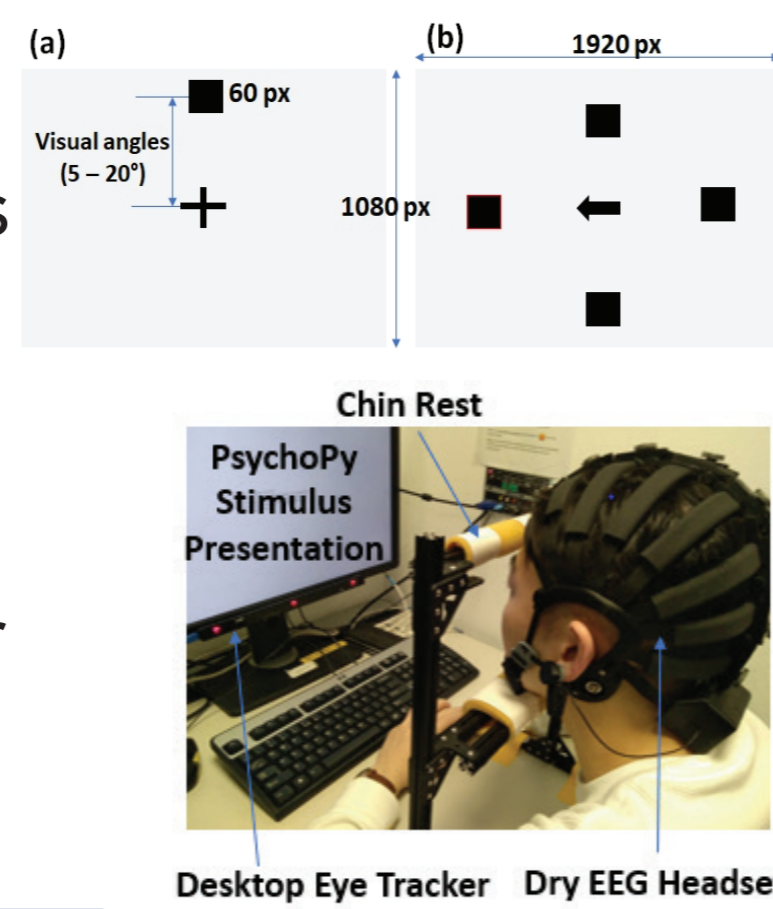 (a)
(b)
1920 px
60 px
Visual angles
(5 – 20°)
1080 px
Chin Rest
PsychoPy
Stimulus
Presentation
Desktop Eye Tracker
Dry EEG Headse